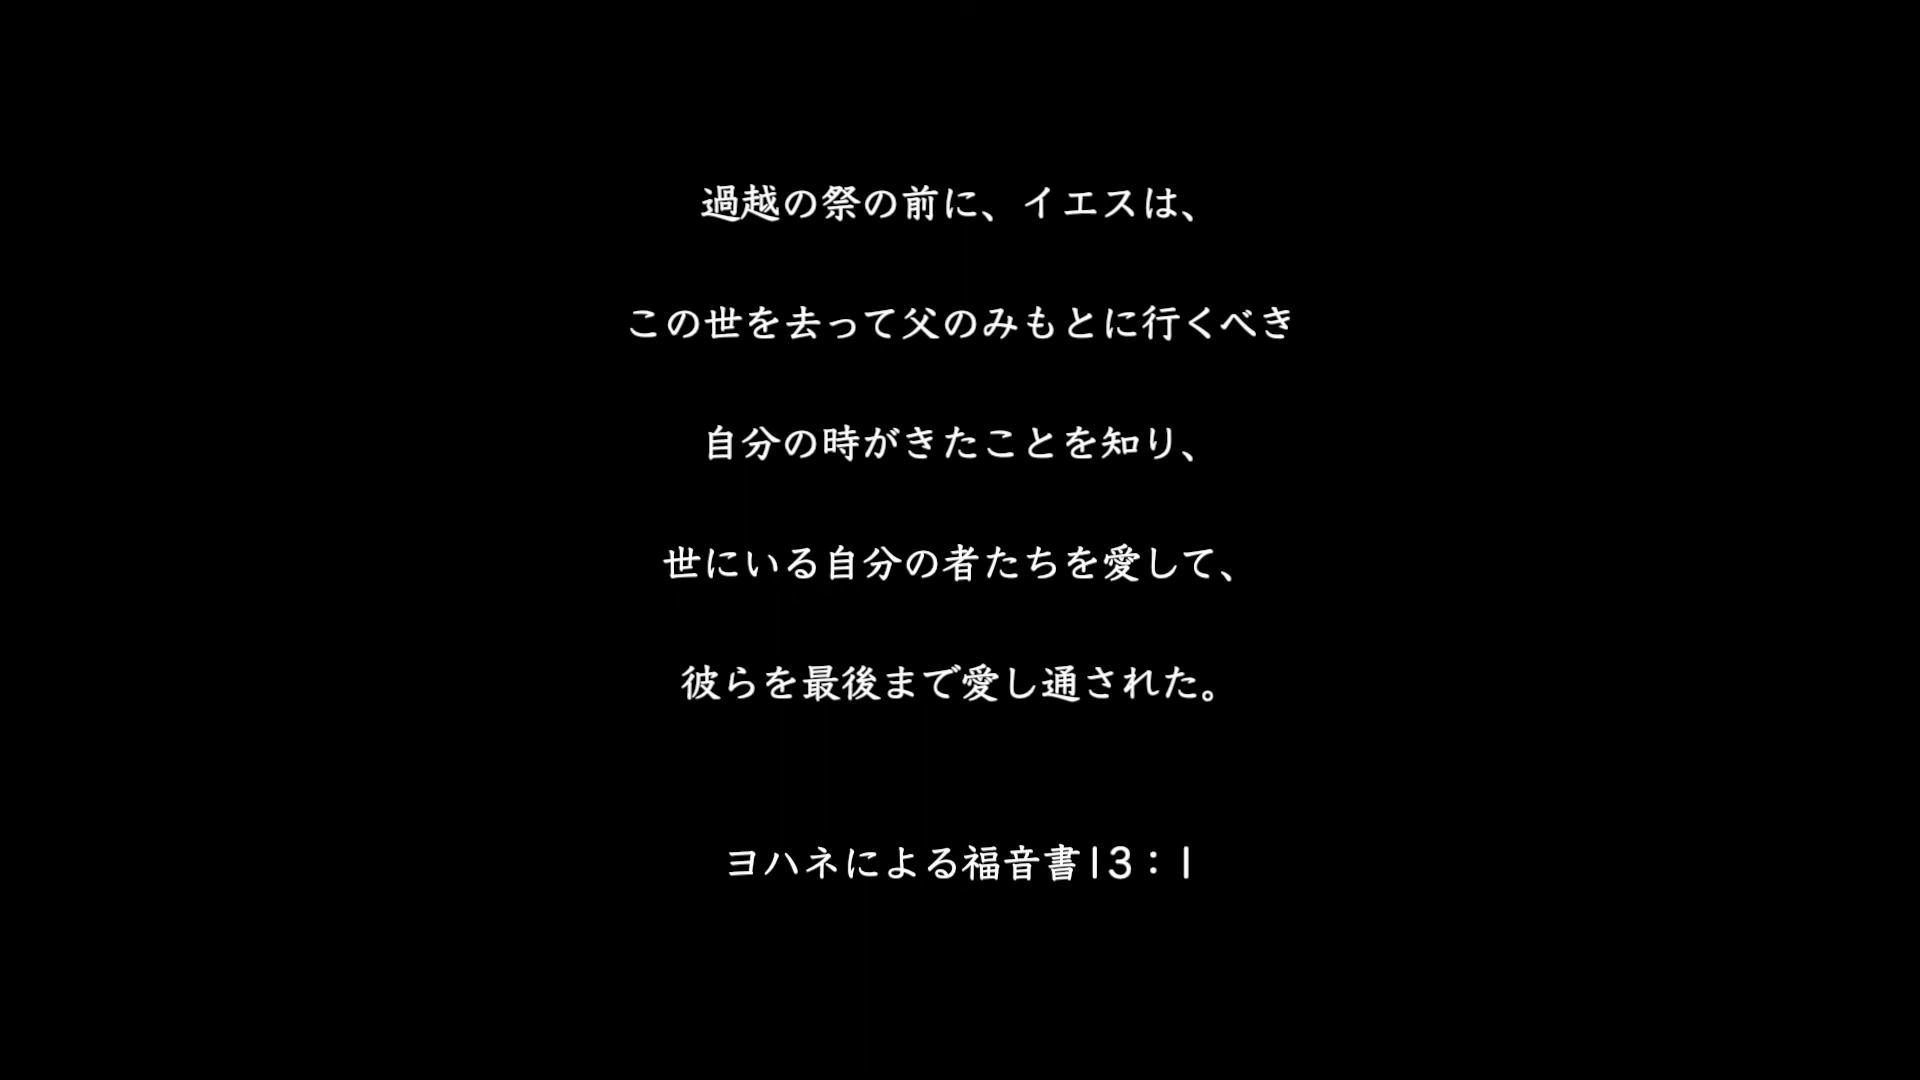 過越の祭の前に、イエスは、
この世を去って父のみもとに行くべき
自分の時がきたことを知り、
世にいる自分の者たちを愛して、
彼らを最後まで愛し通された。
ヨハネによる福音書13：1